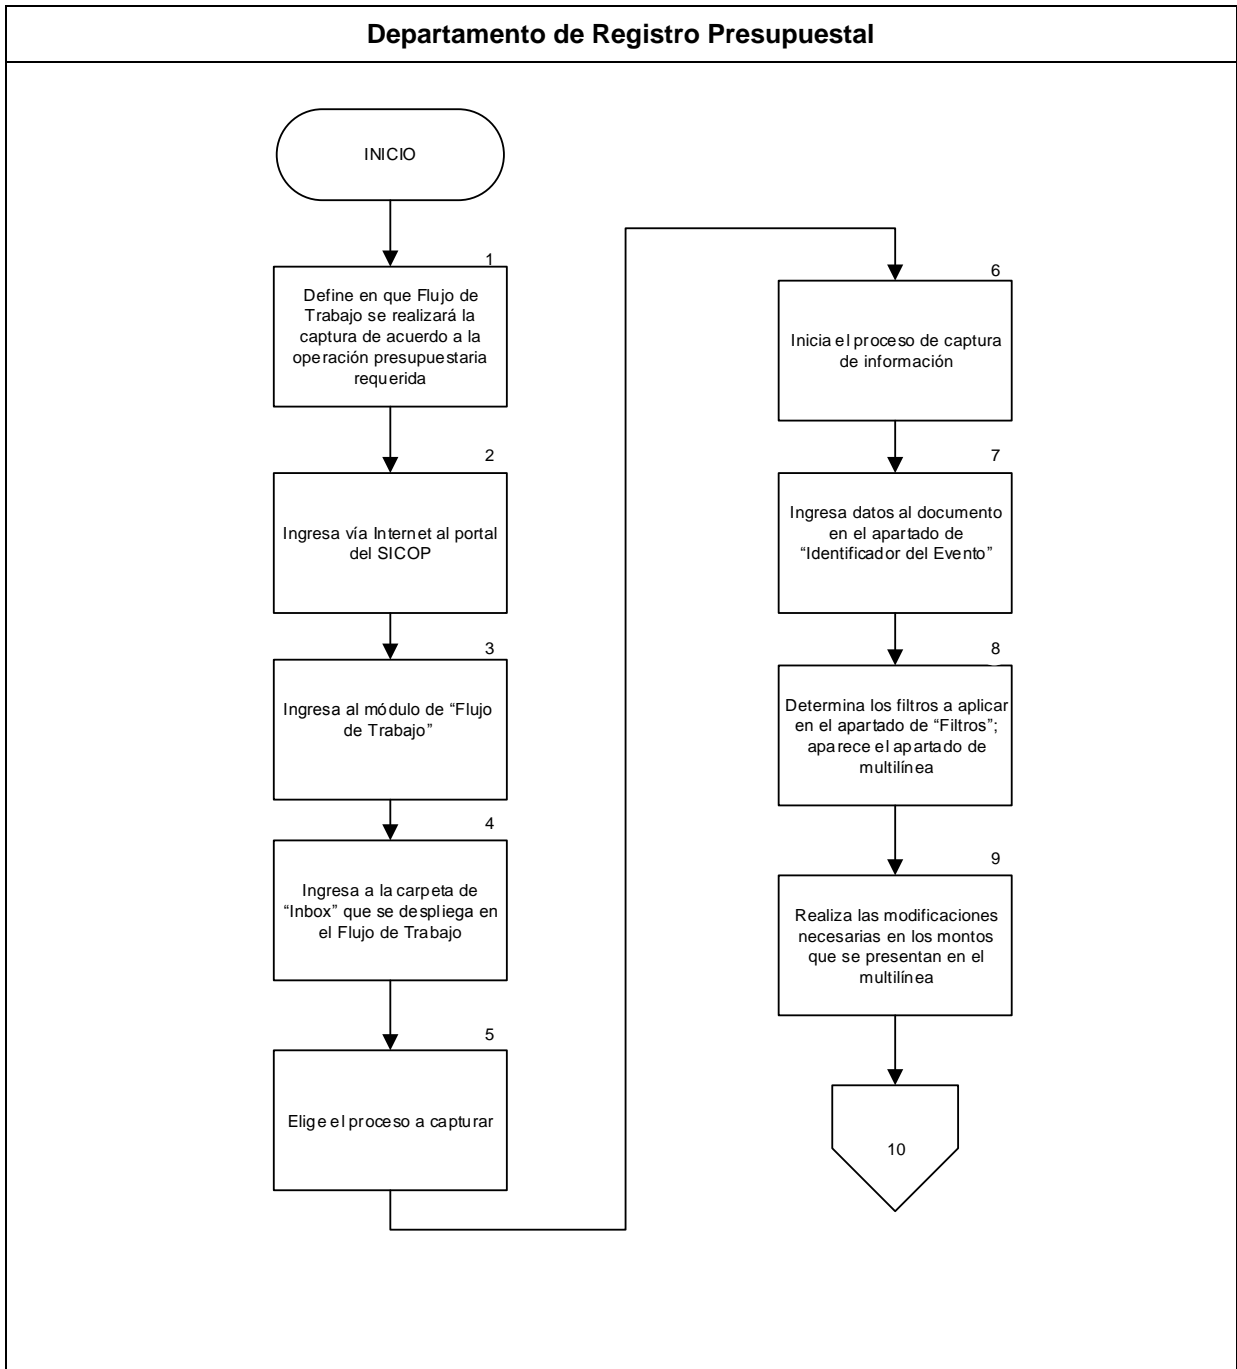 Departamento de Registro Presupuestal
INICIO
1
Define en que Flujo de
Trabajo se realizará la
captura de acuerdo a la
operación presupuestaria
requerida
2
Ingresa vía Internet al portal
del SICOP
3
Ingresa al módulo de “Flujo
de Trabajo”
4
Ingresa a la carpeta de
“Inbox” que se despliega en
el Flujo de Trabajo
5
Elige el proceso a capturar
6
Inicia el proceso de captura
de información
7
Ingresa datos al documento
en el apartado de
“Identificador del Evento”
8
Determina los filtros a aplicar
en el apartado de “Filtros”;
aparece el apartado de
multilínea
9
Realiza las modificaciones
necesarias en los montos
que se presentan en el
multilínea
10